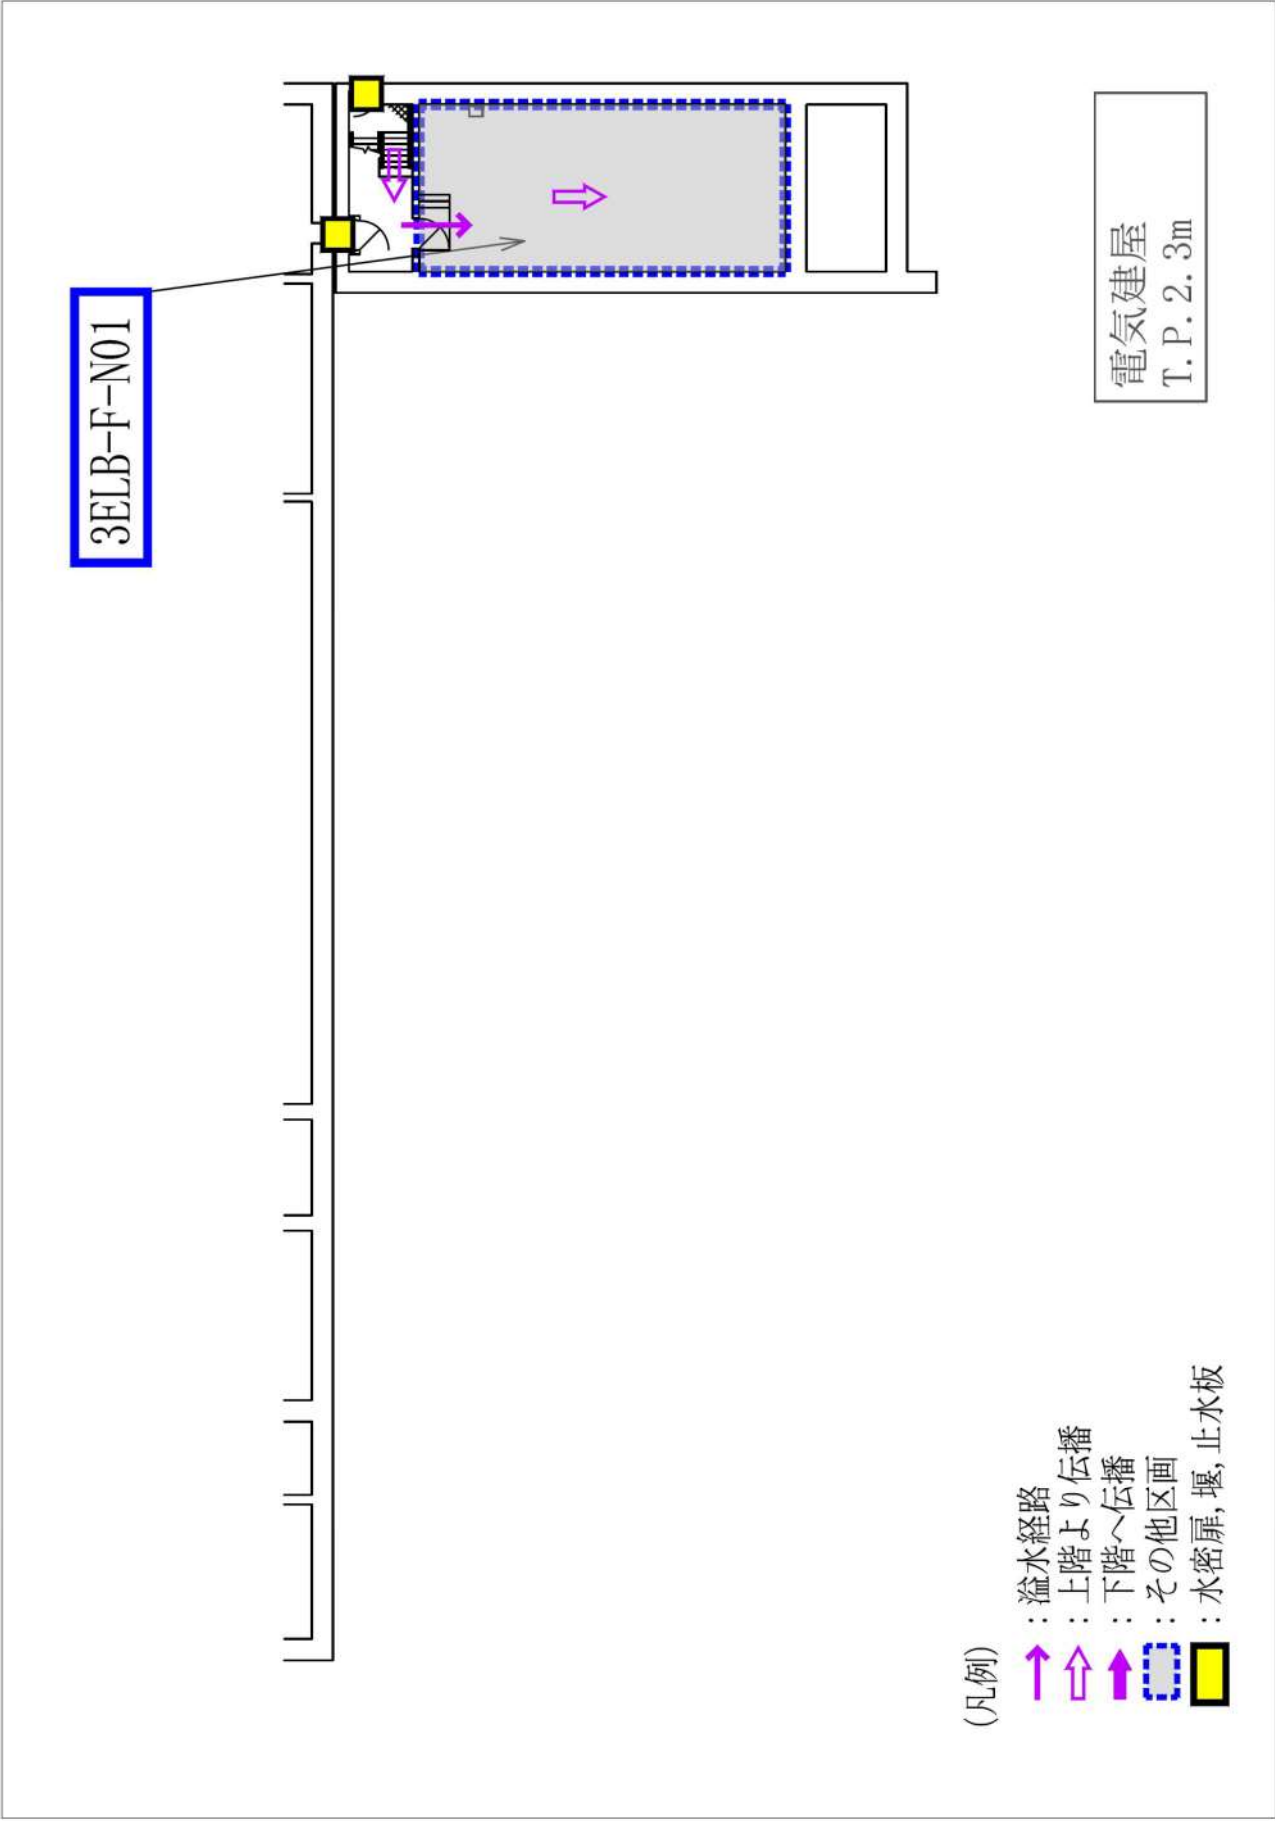 3ELB-F-N01
電気建屋
T.P.2.3m
(凡例)
：溢水経路
：上階より伝播
：下階へ伝播
：その他区画
：水密扉,堰,止水板